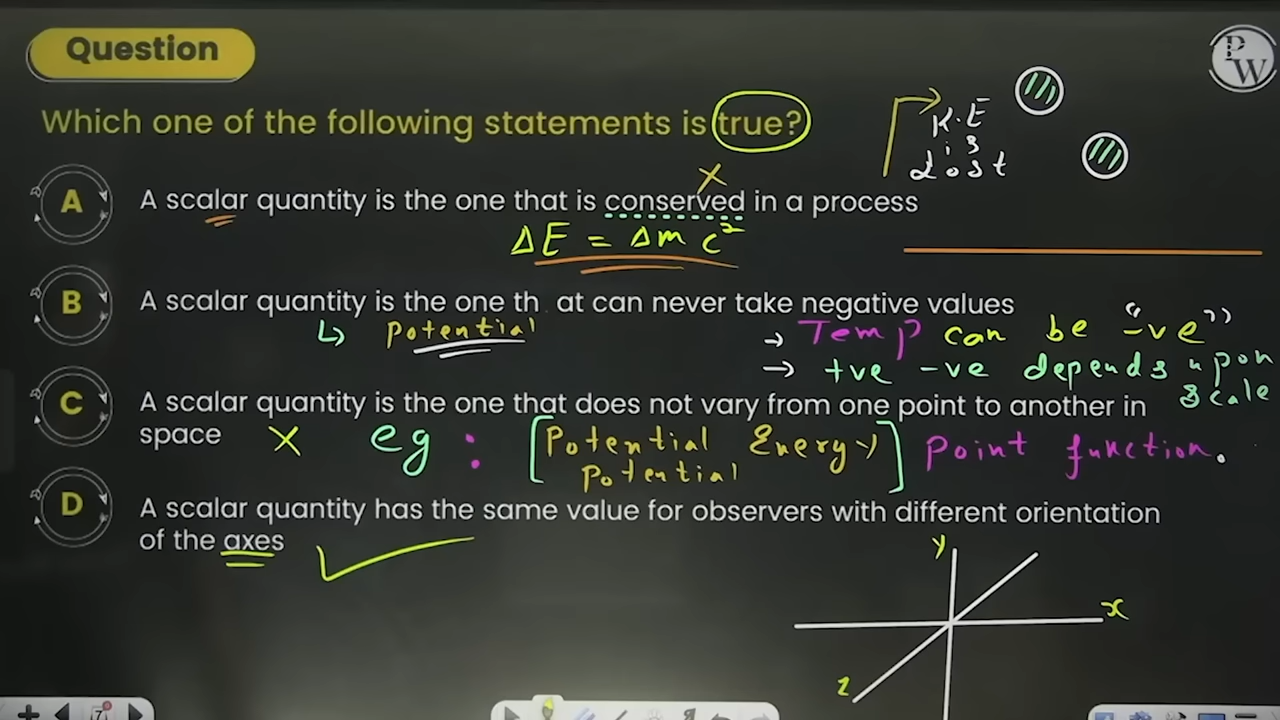 Question
PW
Which one of the following statements is true?
K.E
is
Lost
A
A scalar quantity is the one that is conserved in a process
ΔE = Δm c²
B
A scalar quantity is the one th at can never take negative values
↳ Potential
→ Temp can be "-ve"
→ +ve -ve depends upon
scale
C
A scalar quantity is the one that does not vary from one point to another in
space X eg : [Potential Energy] Point function.
Potential
D
A scalar quantity has the same value for observers with different orientation
of the axes
y
x
z
7